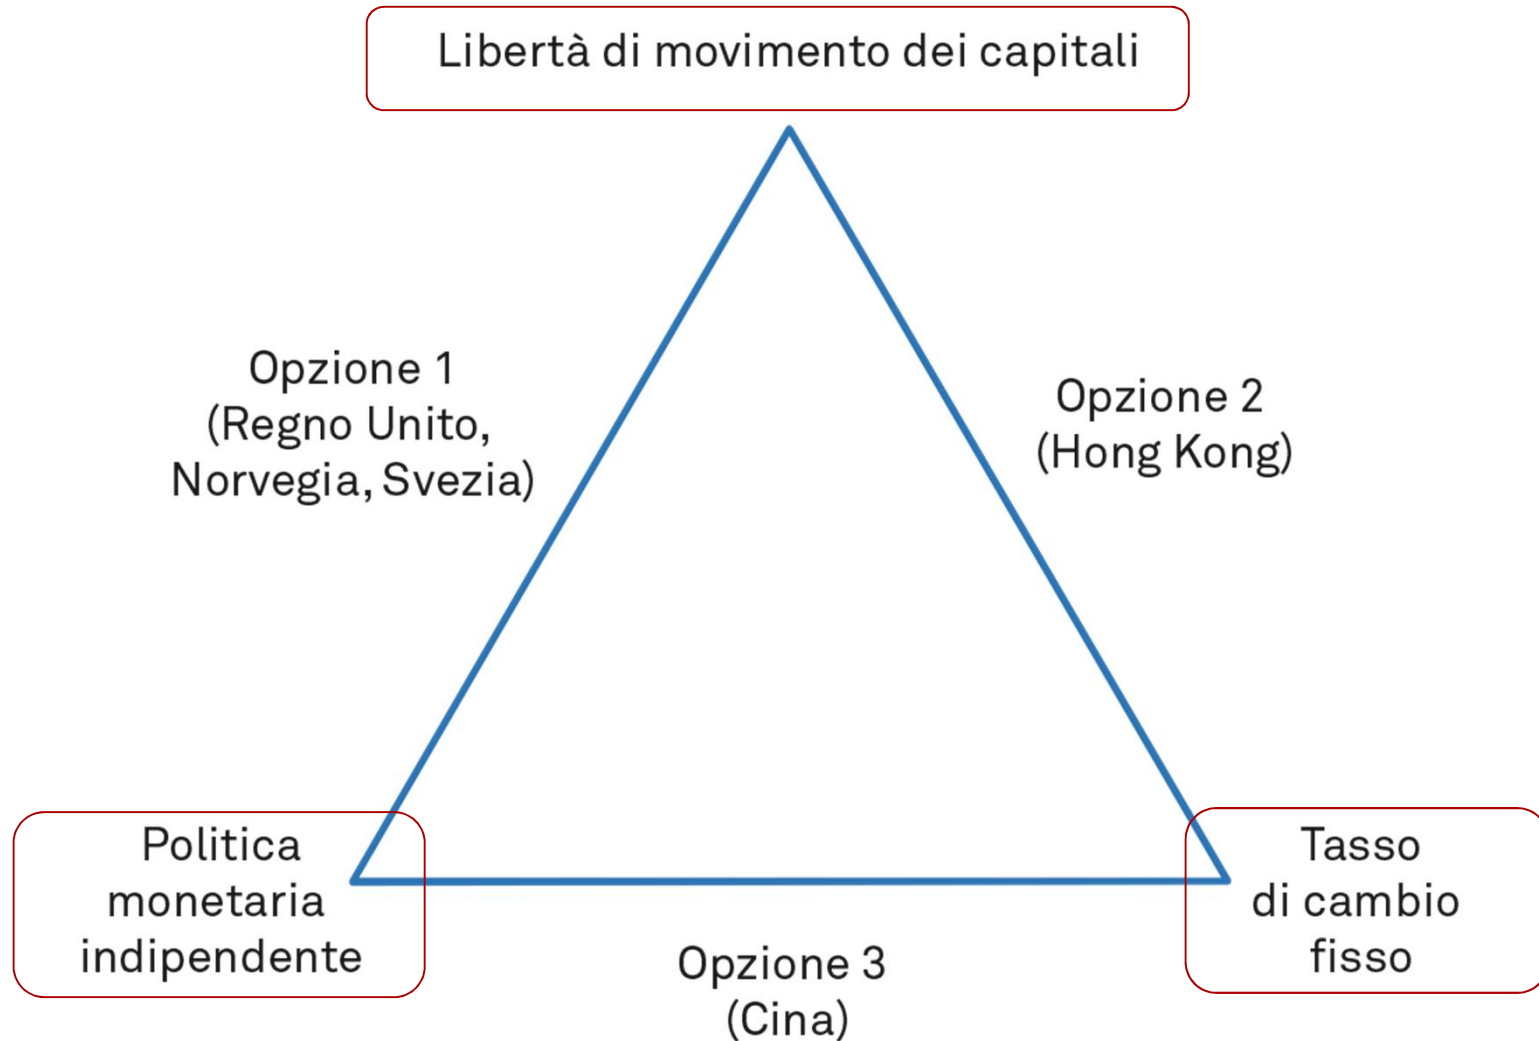 Libertà di movimento dei capitali
Opzione 1
(Regno Unito,
Norvegia, Svezia)
Opzione 2
(Hong Kong)
Politica
monetaria
indipendente
Tasso
di cambio
fisso
Opzione 3
(Cina)